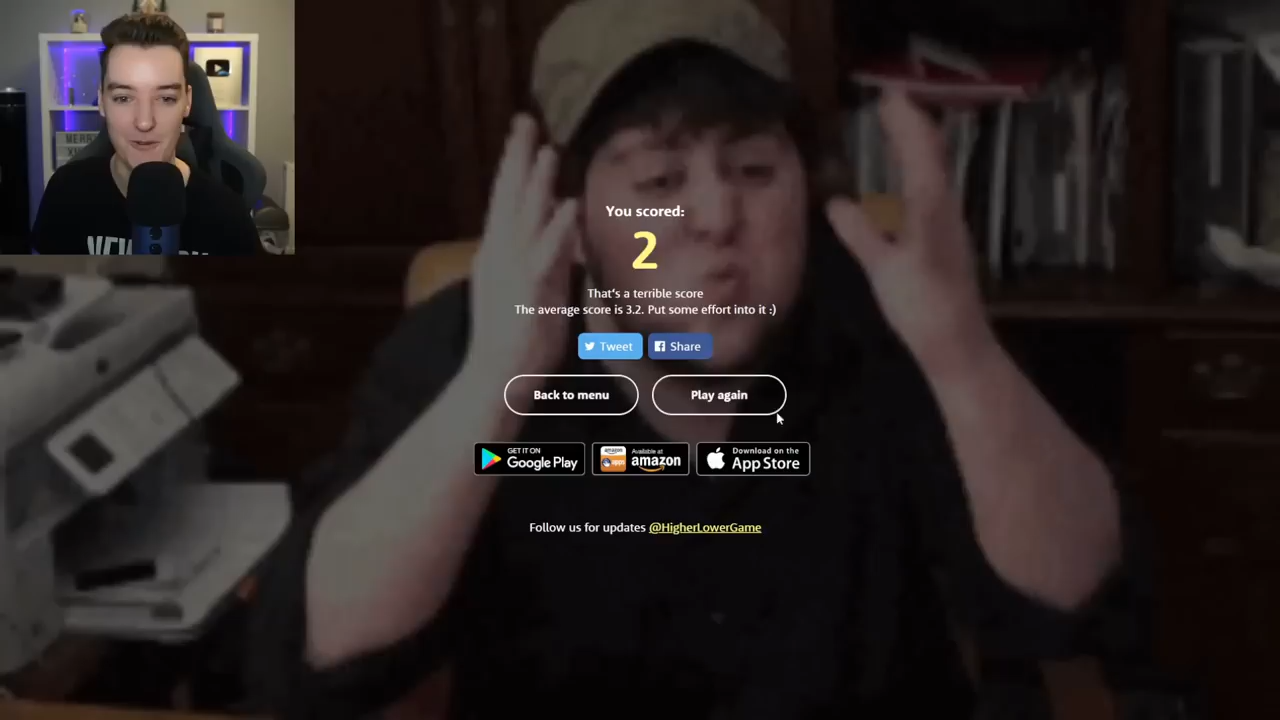 You scored:
2
That's a terrible score
The average score is 3.2. Put some effort into it :)
Tweet
Share
Back to menu
Play again
GET IT ON
Google Play
Available at
amazon
apps
amazon
Download on the
App Store
Follow us for updates @HigherLowerGame